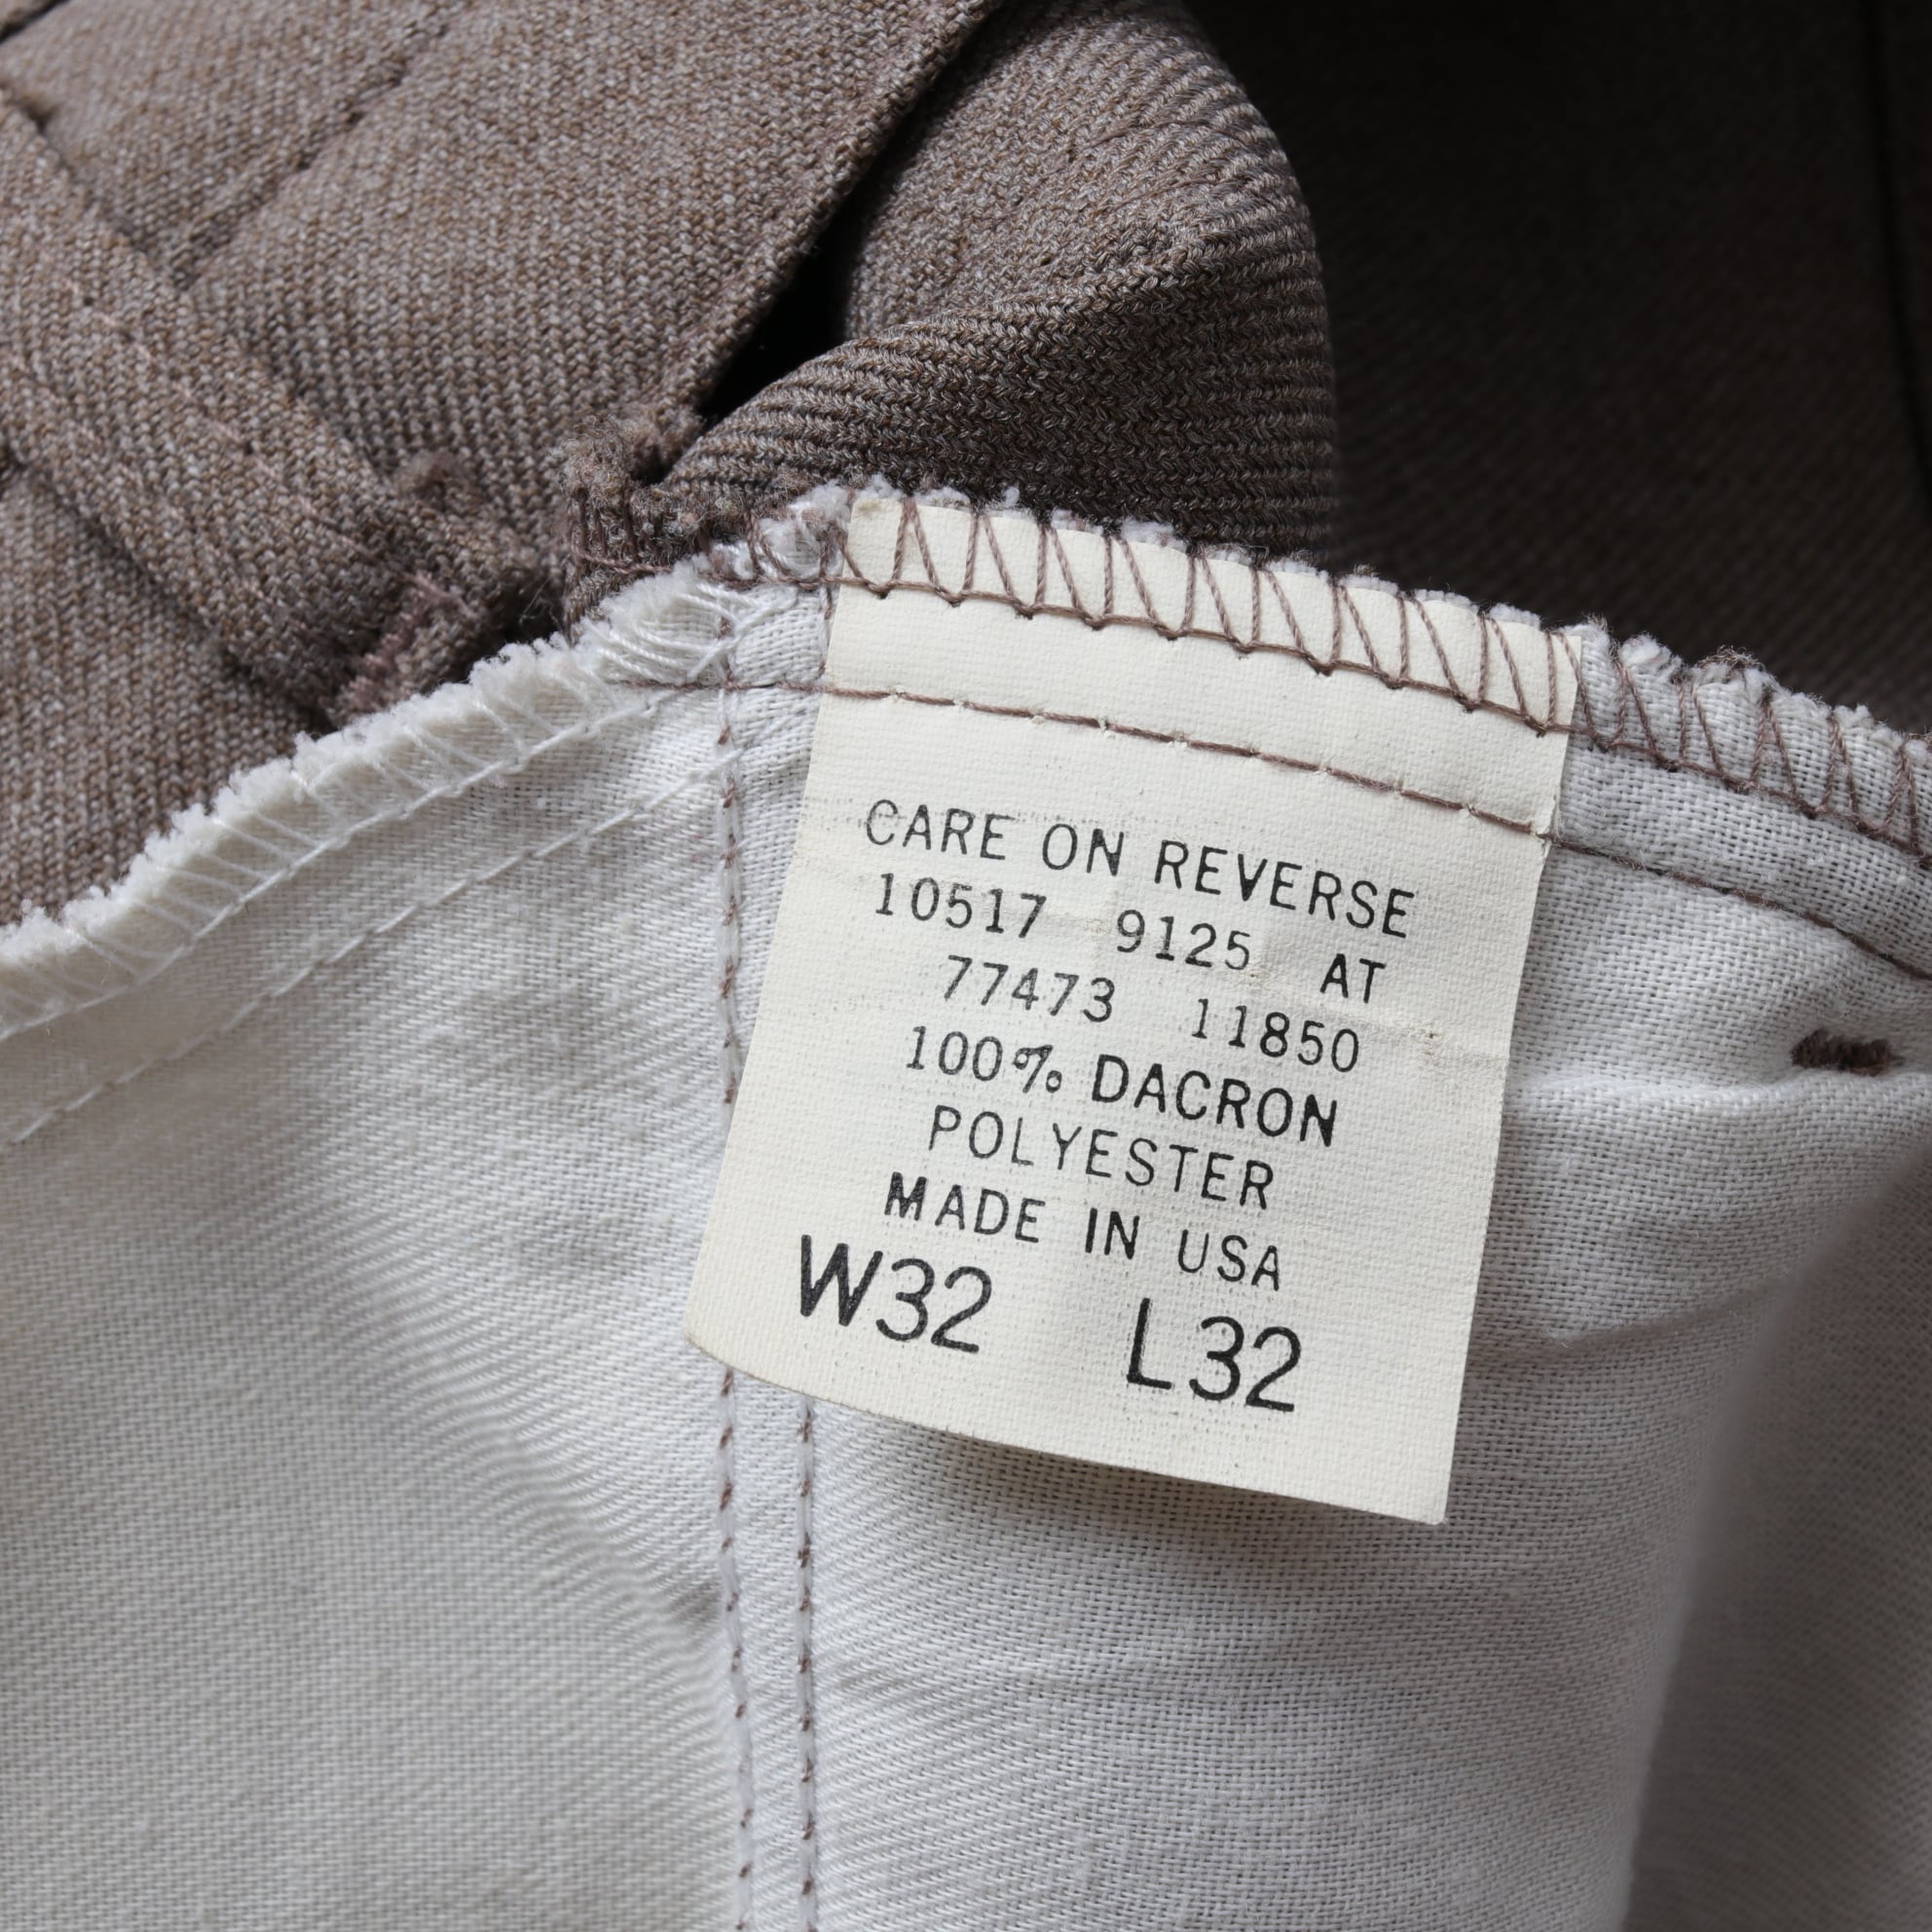 CARE ON REVERSE
10517 9125 AT
77473 11850
100% DACRON
POLYESTER
MADE IN USA
W32 L32